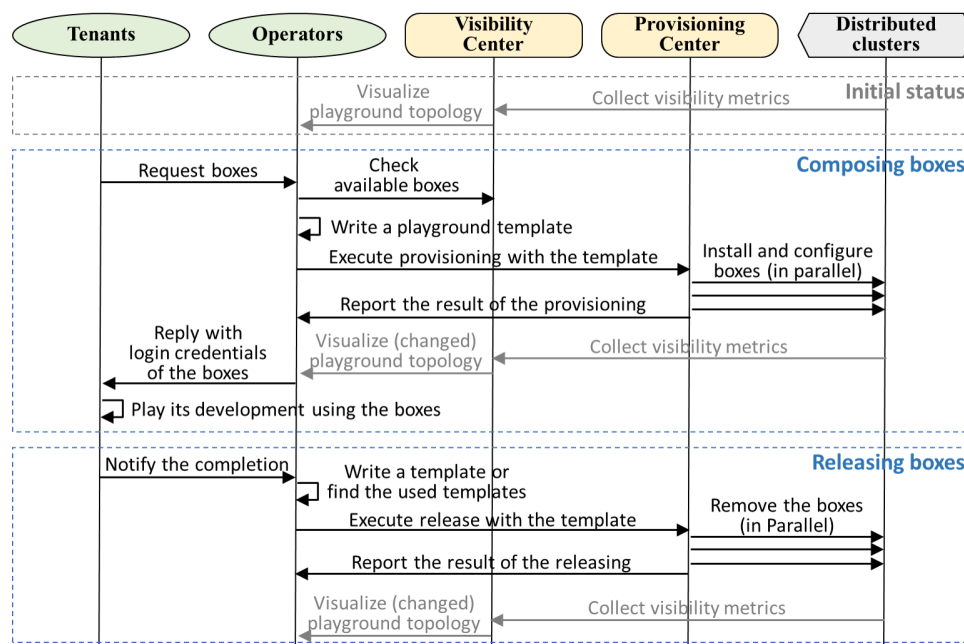 Tenants
Operators
Visibility
Center
Provisioning
Center
Distributed
clusters
Initial status
Visualize
playground topology
Collect visibility metrics
Composing boxes
Request boxes
Check
available boxes
Write a playground template
Execute provisioning with the template
Install and configure
boxes (in parallel)
Report the result of the provisioning
Reply with
login credentials
of the boxes
Visualize (changed)
playground topology
Collect visibility metrics
Play its development using the boxes
Releasing boxes
Notify the completion
Write a template or
find the used templates
Execute release with the template
Remove the boxes
(in Parallel)
Report the result of the releasing
Visualize (changed)
playground topology
Collect visibility metrics